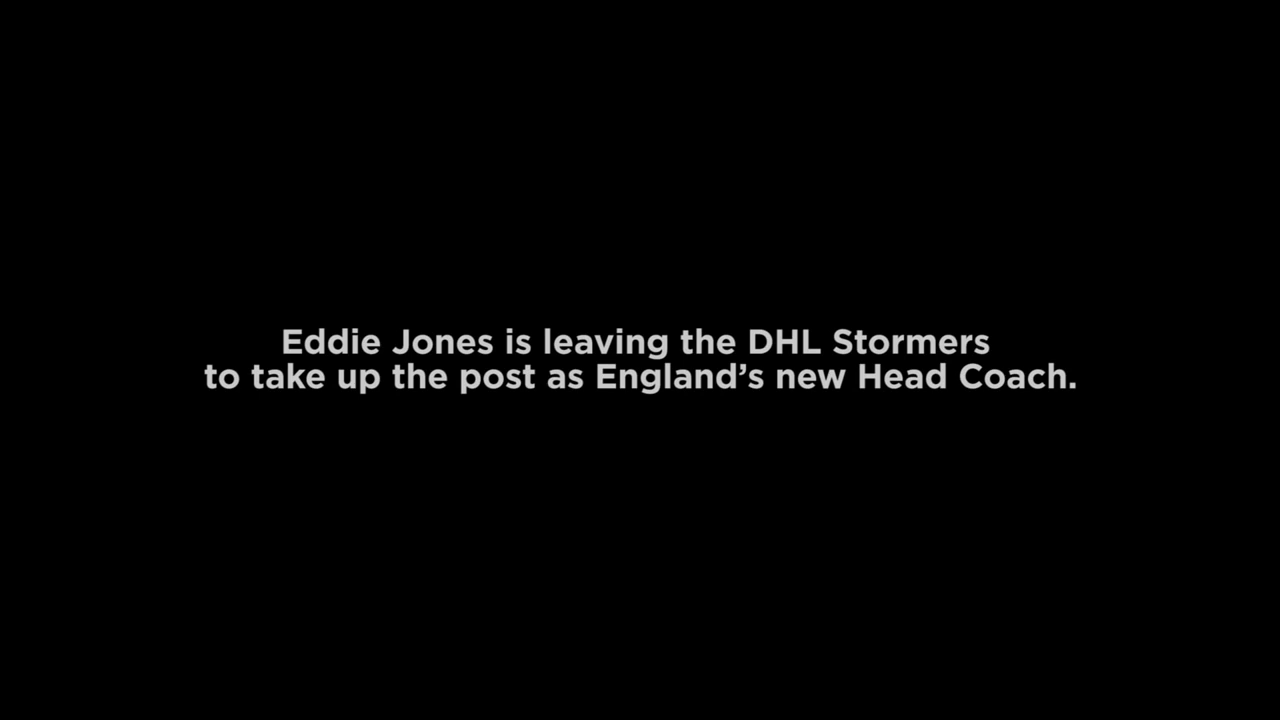 Eddie Jones is leaving the DHL Stormers
to take up the post as England’s new Head Coach.